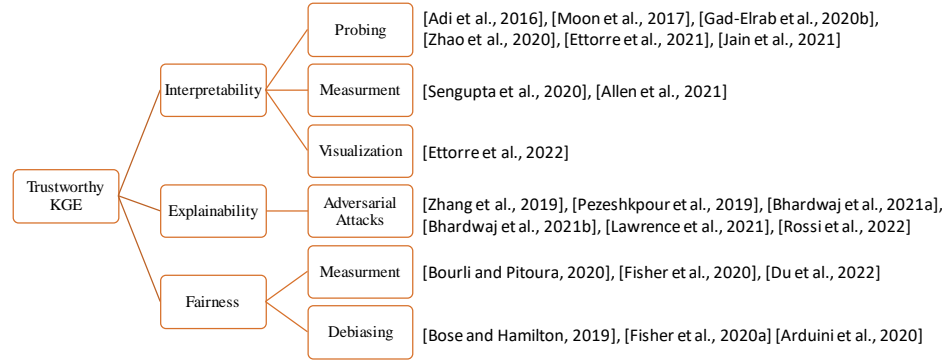 Probing
[Adi et al., 2016], [Moon et al., 2017], [Gad-Elrab et al., 2020b],
[Zhao et al., 2020], [Ettorre et al., 2021], [Jain et al., 2021]
Interpretability
Measurment
[Sengupta et al., 2020], [Allen et al., 2021]
Visualization
[Ettorre et al., 2022]
Trustworthy
KGE
Explainability
Adversarial
Attacks
[Zhang et al., 2019], [Pezeshkpour et al., 2019], [Bhardwaj et al., 2021a],
[Bhardwaj et al., 2021b], [Lawrence et al., 2021], [Rossi et al., 2022]
Measurment
[Bourli and Pitoura, 2020], [Fisher et al., 2020], [Du et al., 2022]
Fairness
Debiasing
[Bose and Hamilton, 2019], [Fisher et al., 2020a] [Arduini et al., 2020]